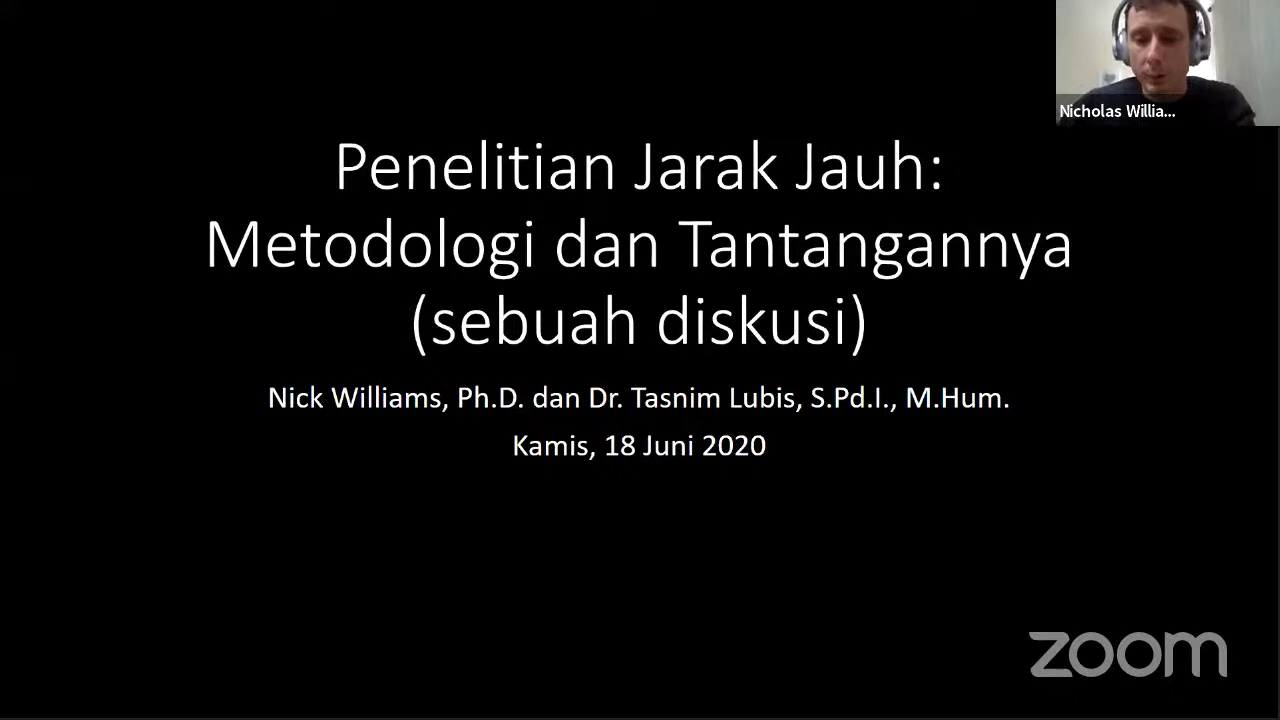 Nicholas Willia...
Penelitian Jarak Jauh:
Metodologi dan Tantangannya
(sebuah diskusi)
Nick Williams, Ph.D. dan Dr. Tasnim Lubis, S.Pd.I., M.Hum.
Kamis, 18 Juni 2020
zoom